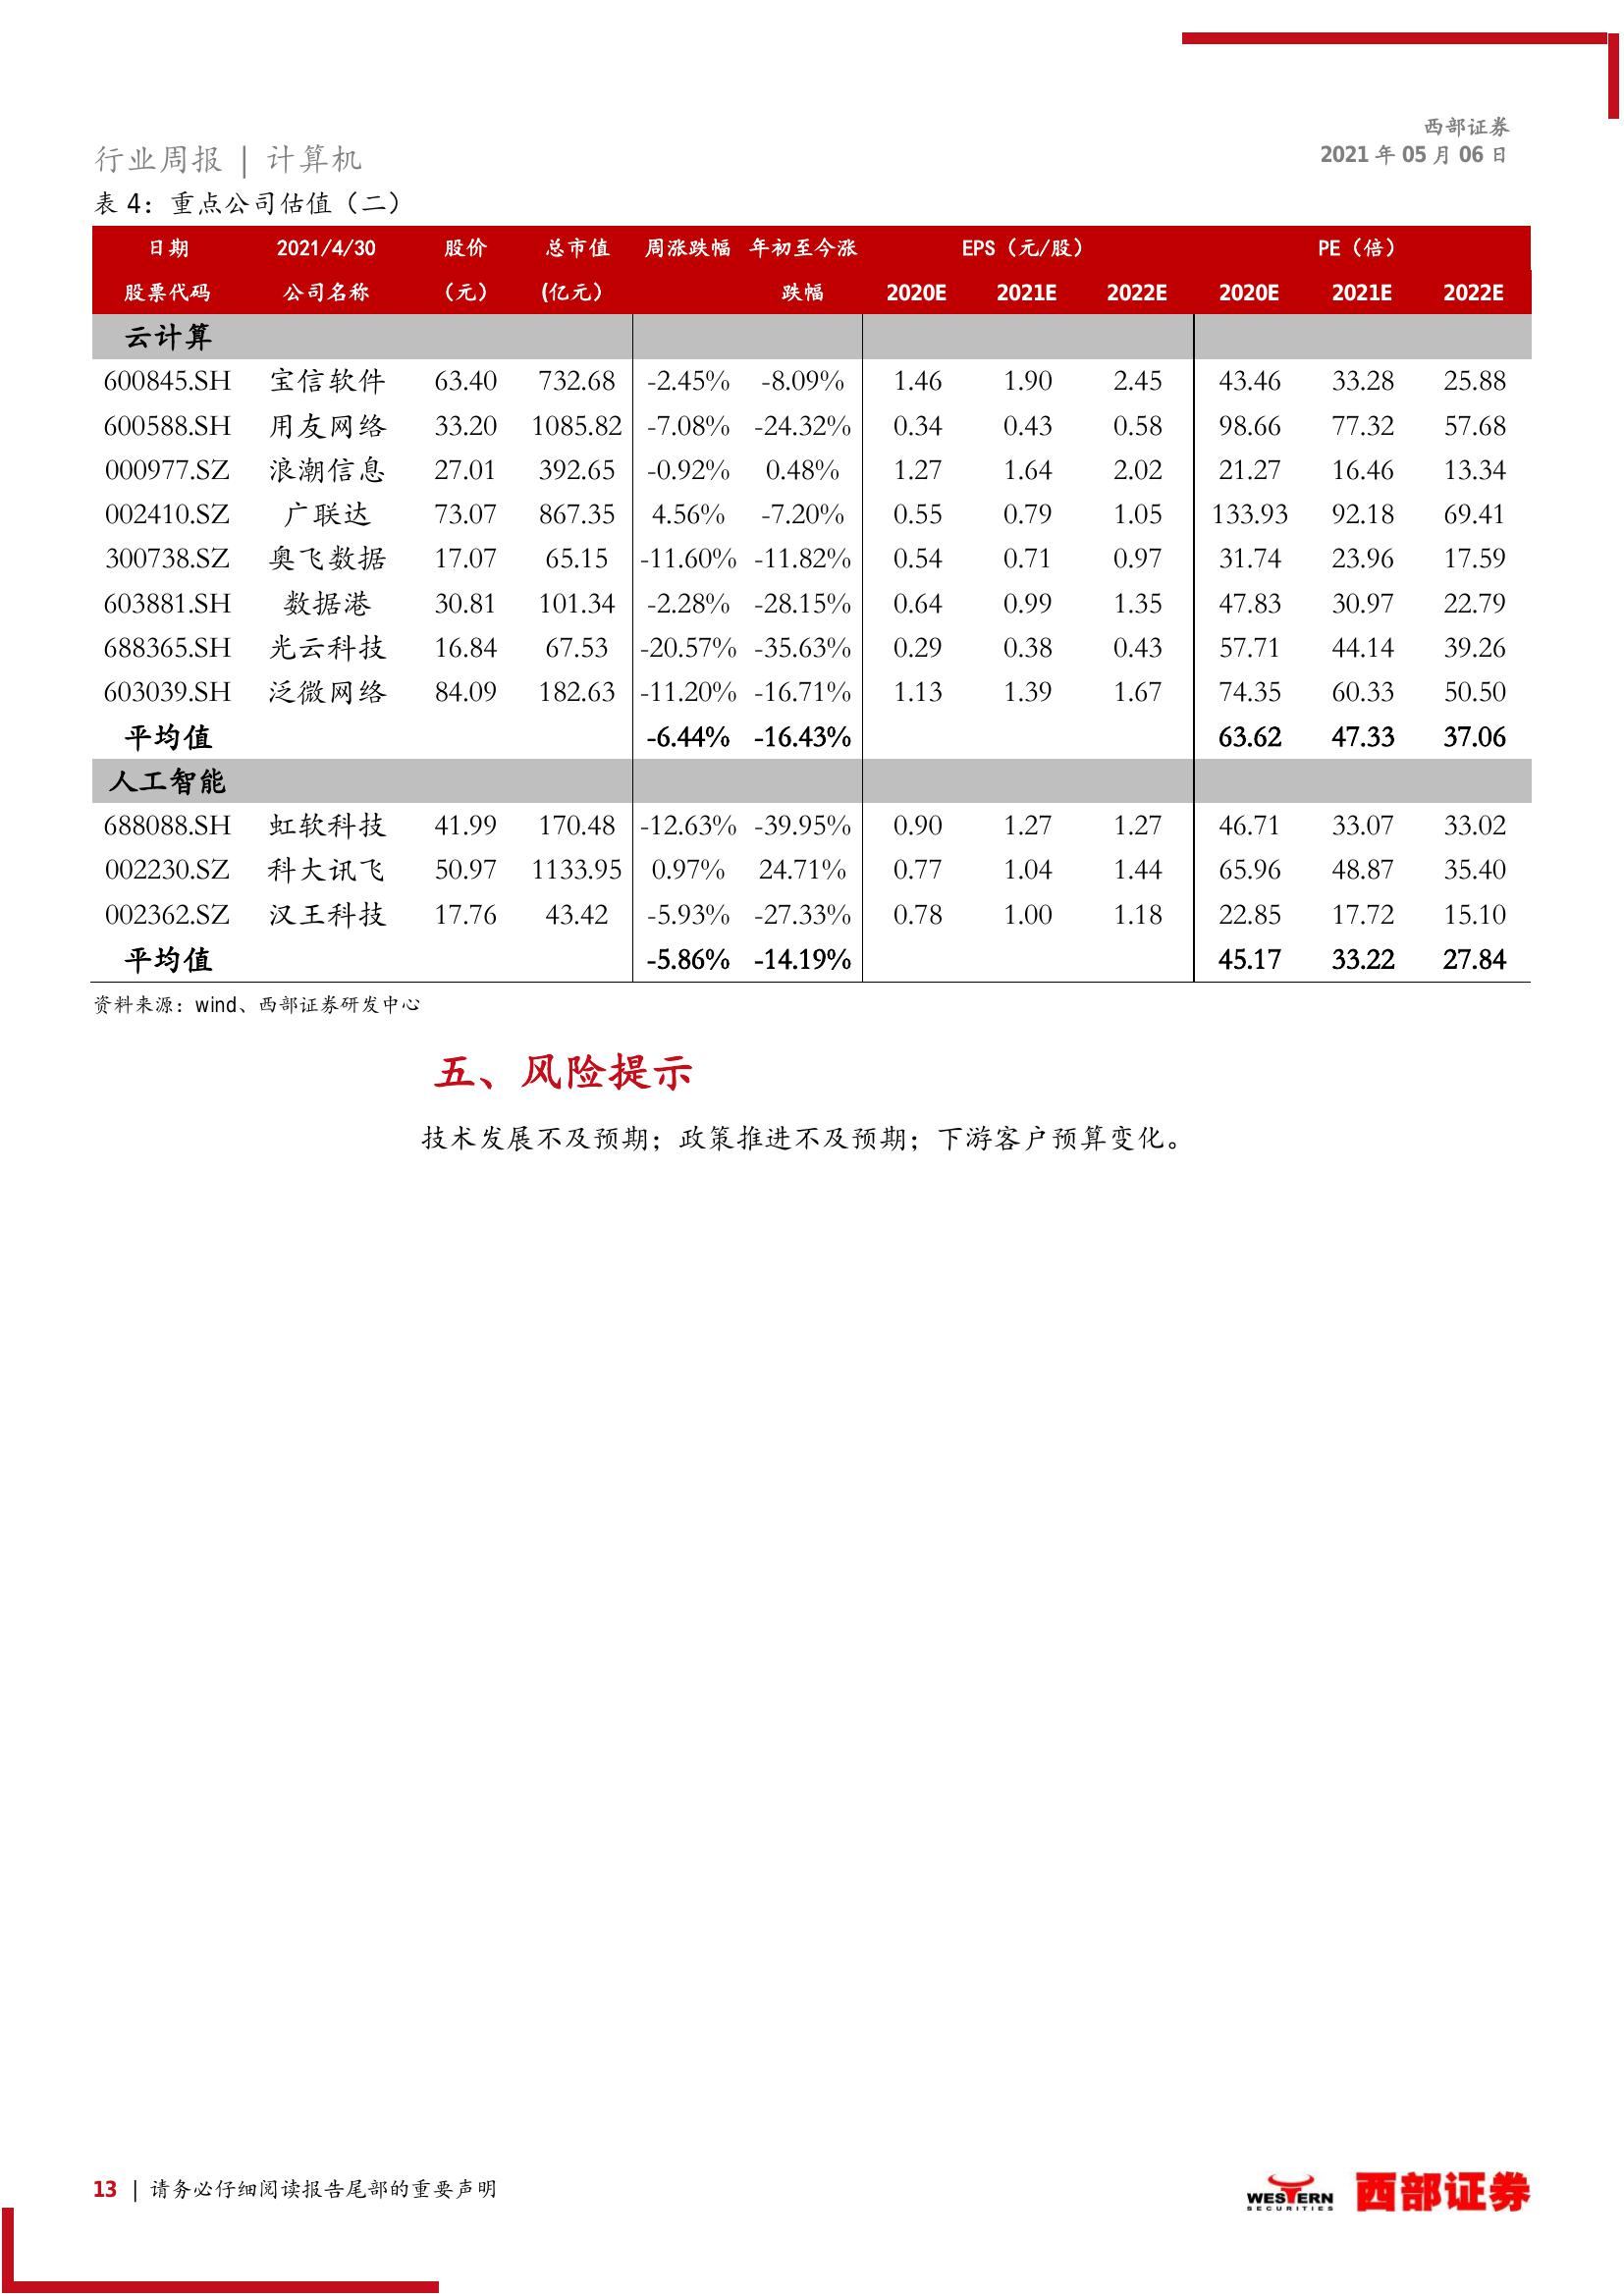 西部证券
行业周报 | 计算机
2021 年 05 月 06 日
表 4：重点公司估值（二）
日期 2021/4/30 股价 总市值 周涨跌幅 年初至今涨 EPS（元/股） PE（倍）
股票代码 公司名称 （元） (亿元） 跌幅 2020E 2021E 2022E 2020E 2021E 2022E
云计算
600845.SH 宝信软件 63.40 732.68 -2.45% -8.09% 1.46 1.90 2.45 43.46 33.28 25.88
600588.SH 用友网络 33.20 1085.82 -7.08% -24.32% 0.34 0.43 0.58 98.66 77.32 57.68
000977.SZ 浪潮信息 27.01 392.65 -0.92% 0.48% 1.27 1.64 2.02 21.27 16.46 13.34
002410.SZ 广联达 73.07 867.35 4.56% -7.20% 0.55 0.79 1.05 133.93 92.18 69.41
300738.SZ 奥飞数据 17.07 65.15 -11.60% -11.82% 0.54 0.71 0.97 31.74 23.96 17.59
603881.SH 数据港 30.81 101.34 -2.28% -28.15% 0.64 0.99 1.35 47.83 30.97 22.79
688365.SH 光云科技 16.84 67.53 -20.57% -35.63% 0.29 0.38 0.43 57.71 44.14 39.26
603039.SH 泛微网络 84.09 182.63 -11.20% -16.71% 1.13 1.39 1.67 74.35 60.33 50.50
平均值 -6.44% -16.43% 63.62 47.33 37.06
人工智能
688088.SH 虹软科技 41.99 170.48 -12.63% -39.95% 0.90 1.27 1.27 46.71 33.07 33.02
002230.SZ 科大讯飞 50.97 1133.95 0.97% 24.71% 0.77 1.04 1.44 65.96 48.87 35.40
002362.SZ 汉王科技 17.76 43.42 -5.93% -27.33% 0.78 1.00 1.18 22.85 17.72 15.10
平均值 -5.86% -14.19% 45.17 33.22 27.84
资料来源：wind、西部证券研发中心
五、风险提示
技术发展不及预期；政策推进不及预期；下游客户预算变化。
13 | 请务必仔细阅读报告尾部的重要声明
WESTERN
SECURITIES
西部证券